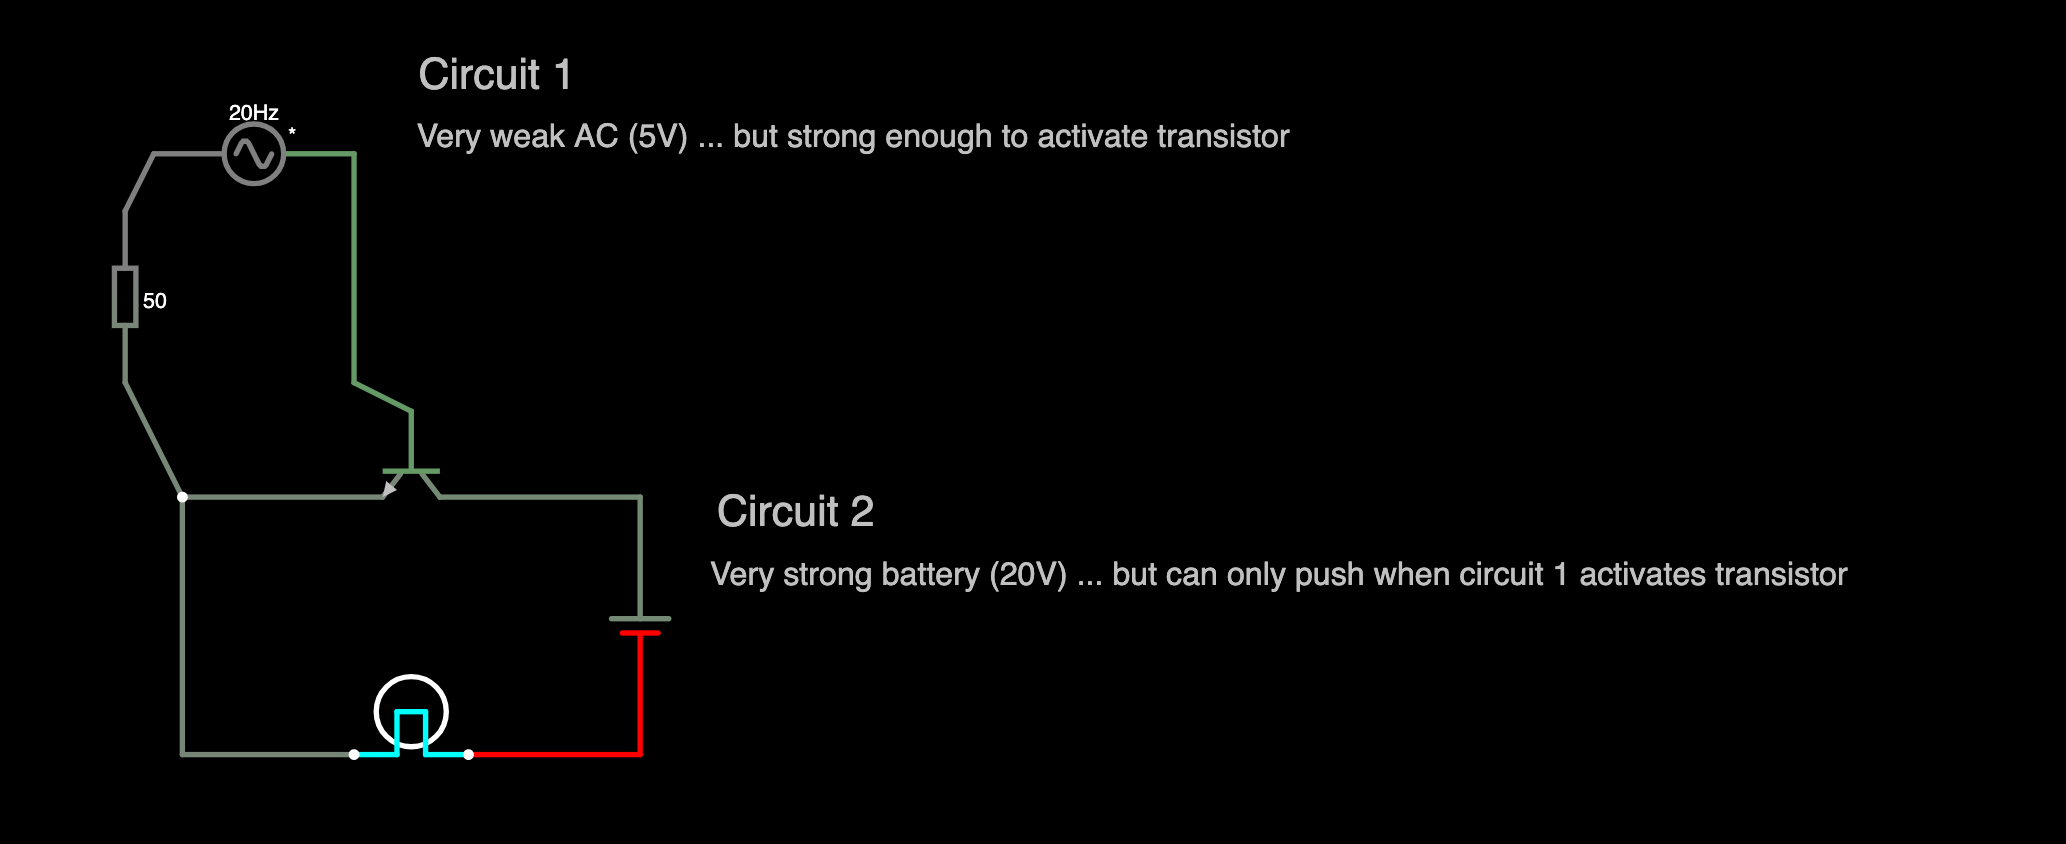 Circuit 1
20Hz
*
Very weak AC (5V) ... but strong enough to activate transistor
50
Circuit 2
Very strong battery (20V) ... but can only push when circuit 1 activates transistor